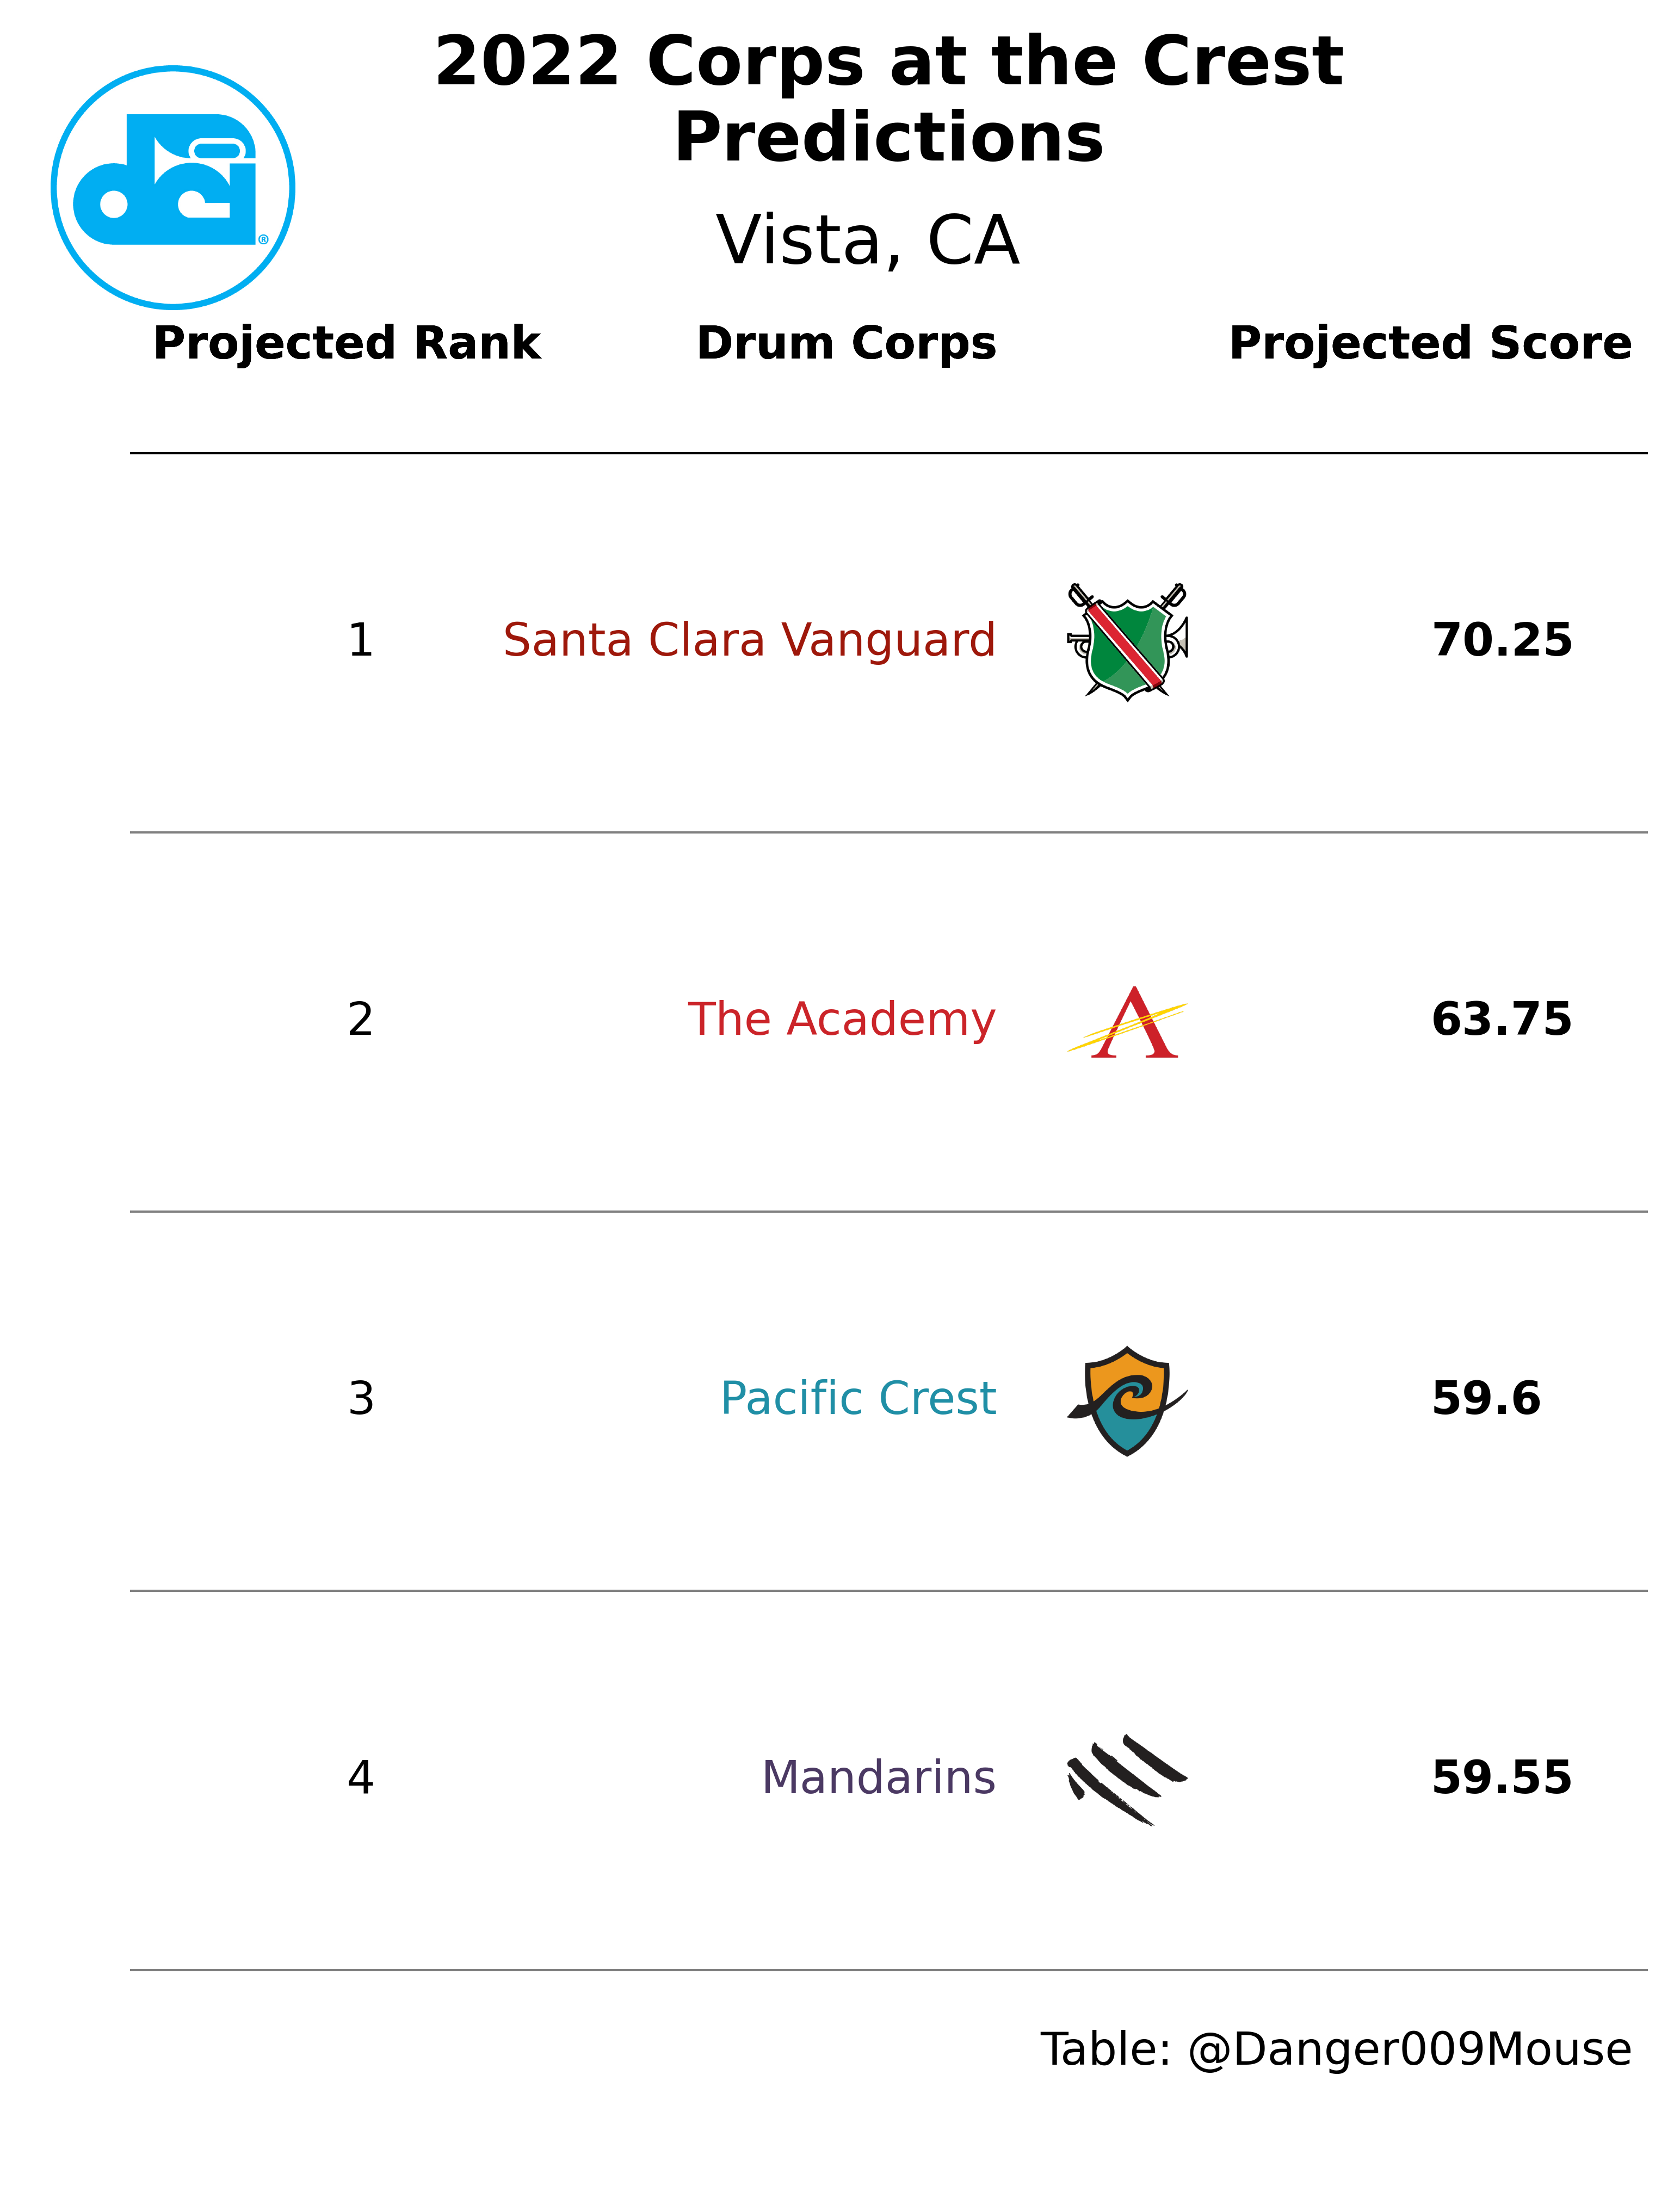 2022 Corps at the Crest
Predictions
Vista, CA
dci®
Projected Rank Drum Corps Projected Score
1 Santa Clara Vanguard 70.25
2 The Academy 63.75
3 Pacific Crest 59.6
4 Mandarins 59.55
Table: @Danger009Mouse